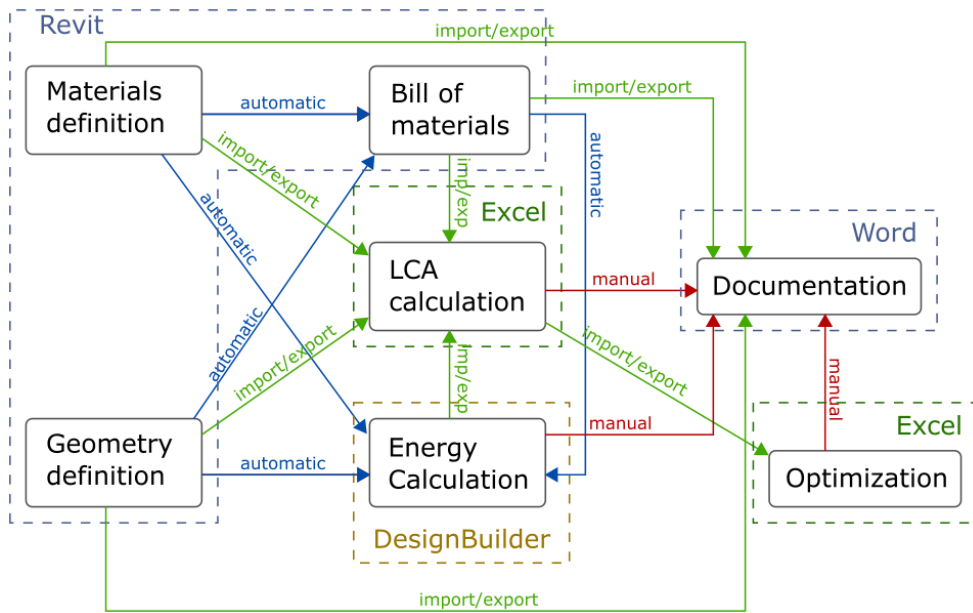 Revit
import/export
Materials
definition
automatic
Bill of
materials
import/export
import/export
imp/exp
automatic
automatic
Excel
Word
LCA
calculation
manual
Documentation
automatic
import/export
import/export
imp/exp
manual
Geometry
definition
automatic
Energy
Calculation
manual
Excel
Optimization
DesignBuilder
import/export